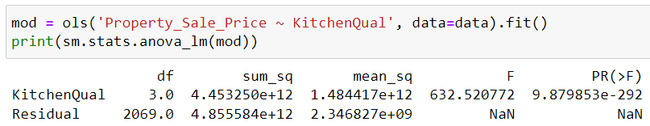 mod = ols('Property_Sale_Price ~ KitchenQual', data=data).fit()
print(sm.stats.anova_lm(mod))
df sum_sq mean_sq F PR(>F)
KitchenQual 3.0 4.453250e+12 1.484417e+12 632.520772 9.879853e-292
Residual 2069.0 4.855584e+12 2.346827e+09 NaN NaN